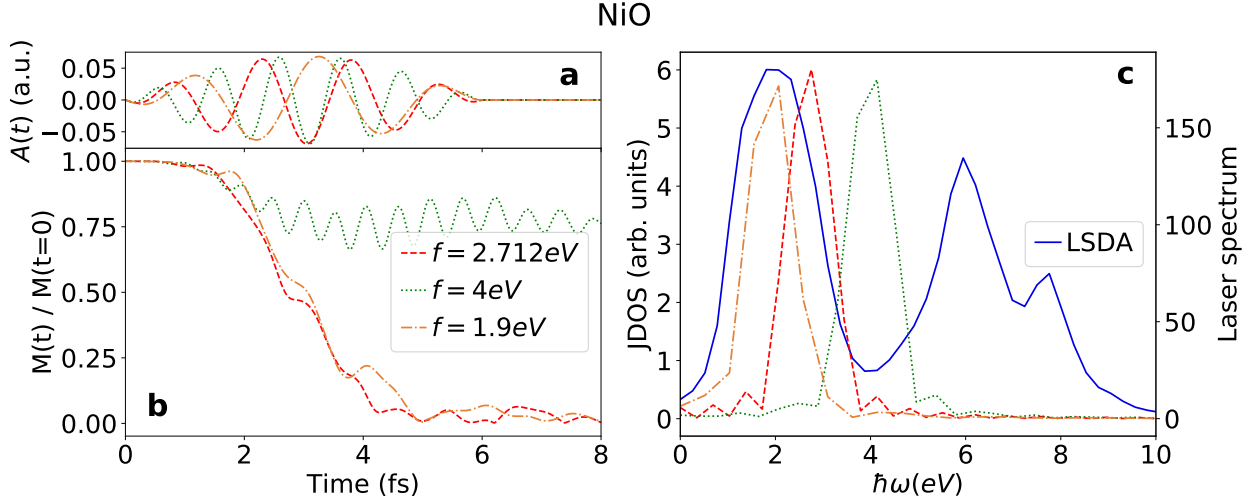 NiO
A(t) (a.u.)
0.05
0.00
−0.05
a
M(t) / M(t=0)
1.00
0.75
0.50
0.25
0.00
f = 2.712eV
f = 4eV
f = 1.9eV
b
0 2 4 6 8
Time (fs)
JDOS (arb. units)
6
5
4
3
2
1
0
c
LSDA
150
100
50
0
Laser spectrum
0 2 4 6 8 10
ħω(eV)